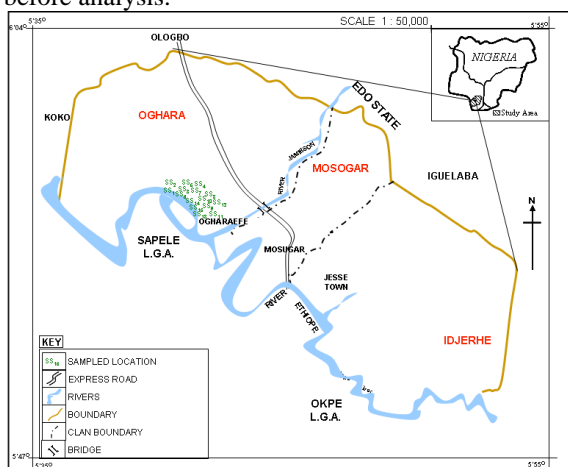 before analysis.
5°35'
SCALE 1 : 50,000
5°55'
6°04'
OLOGBO
NIGERIA
Study Area
KOKO
OGHARA
EDO STATE
JAMIESON
RIVER
MOSOGAR
IGUELABA
N
OGHARAEFE
SAPELE
L.G.A.
MOSUGAR
JESSE
TOWN
RIVER
ETHIOPE
IDJERHE
OKPE
L.G.A.
KEY
SAMPLED LOCATION
EXPRESS ROAD
RIVERS
BOUNDARY
CLAN BOUNDARY
BRIDGE
5°47'
5°35'
5°55'